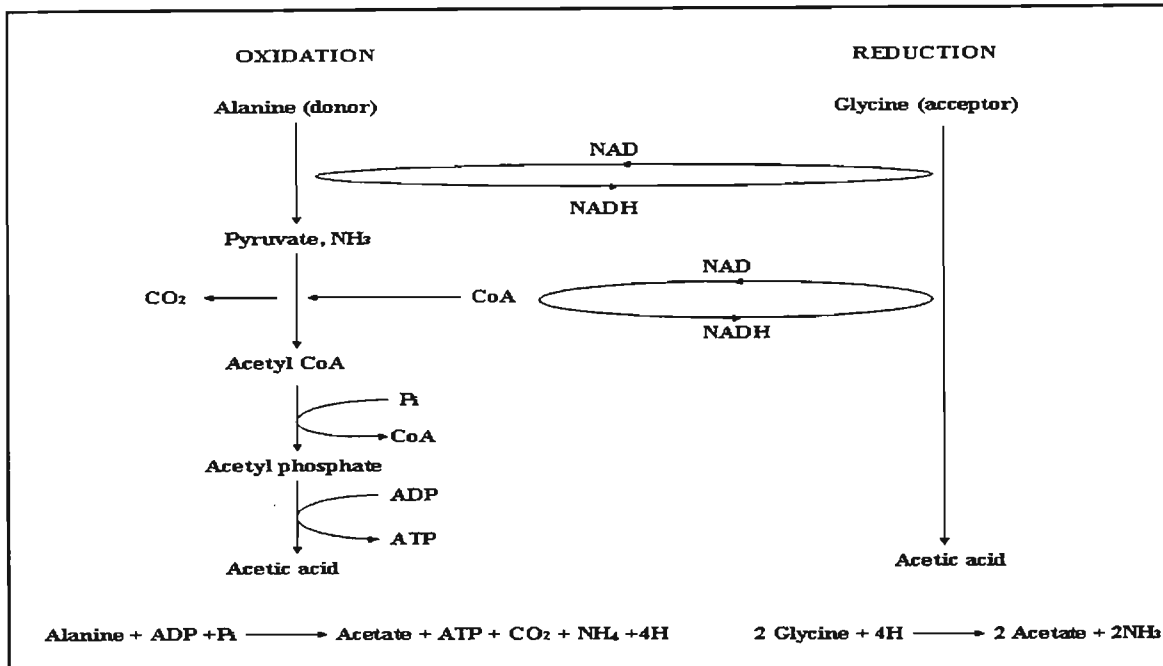 OXIDATION
REDUCTION
Alanine (donor)
Glycine (acceptor)
NAD
NADH
Pyruvate, NH₃
NAD
CO₂
CoA
NADH
Acetyl CoA
Pi
CoA
Acetyl phosphate
ADP
ATP
Acetic acid
Acetic acid
Alanine + ADP +Pi → Acetate + ATP + CO₂ + NH₄ +4H
2 Glycine + 4H → 2 Acetate + 2NH₃